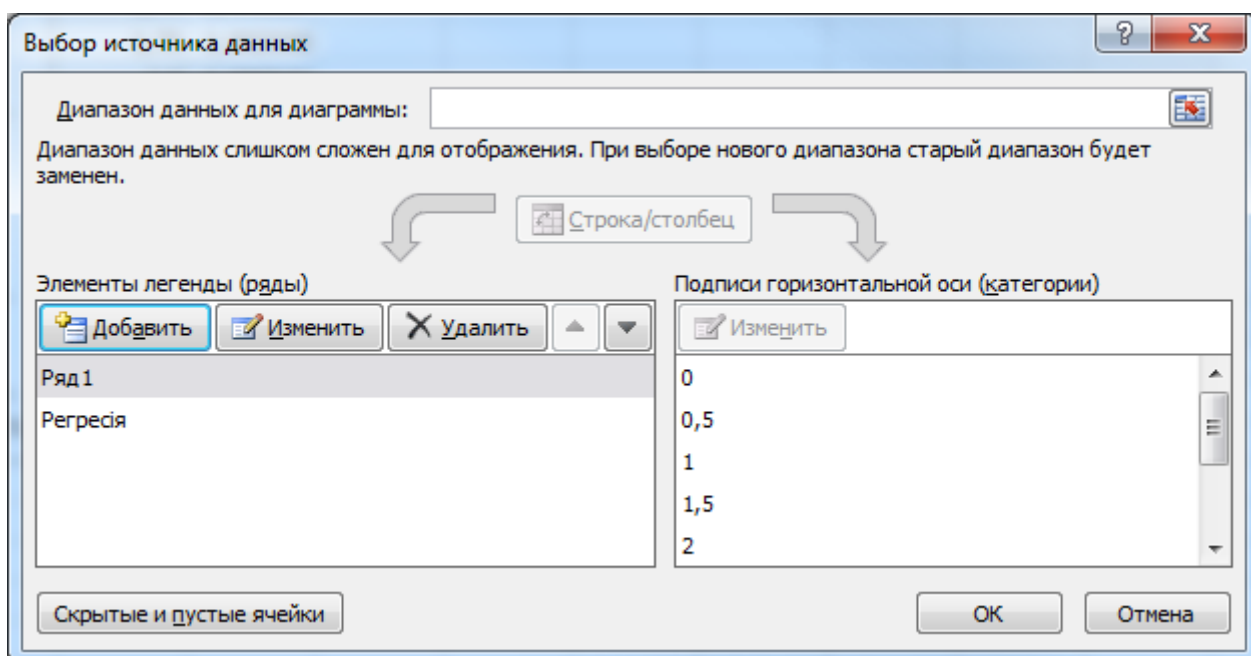 Выбор источника данных
Диапазон данных для диаграммы:
Диапазон данных слишком сложен для отображения. При выборе нового диапазона старый диапазон будет
заменен.
Строка/столбец
Элементы легенды (ряды)
Добавить Изменить Удалить
Ряд1
Регресія
Подписи горизонтальной оси (категории)
Изменить
0
0,5
1
1,5
2
Скрытые и пустые ячейки
ОК Отмена